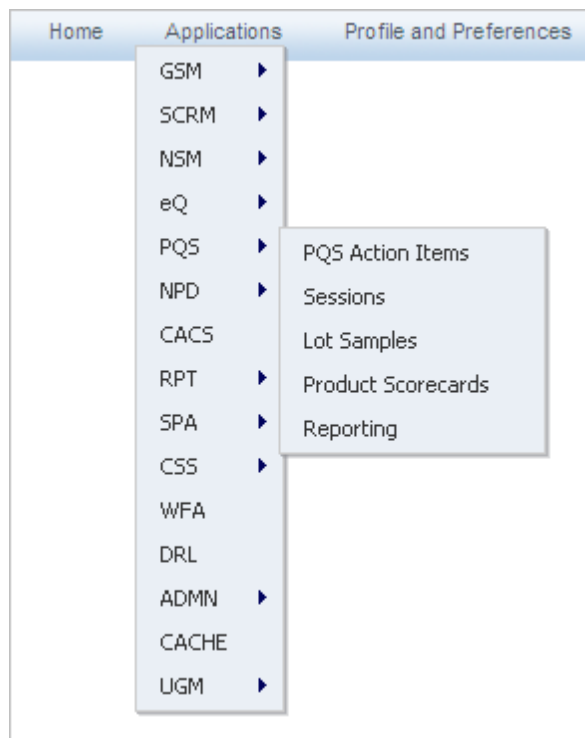 Home Applications Profile and Preferences
GSM
SCRM
NSM
eQ
PQS
NPD
CACS
RPT
SPA
CSS
WFA
DRL
ADMN
CACHE
UGM
PQS Action Items
Sessions
Lot Samples
Product Scorecards
Reporting